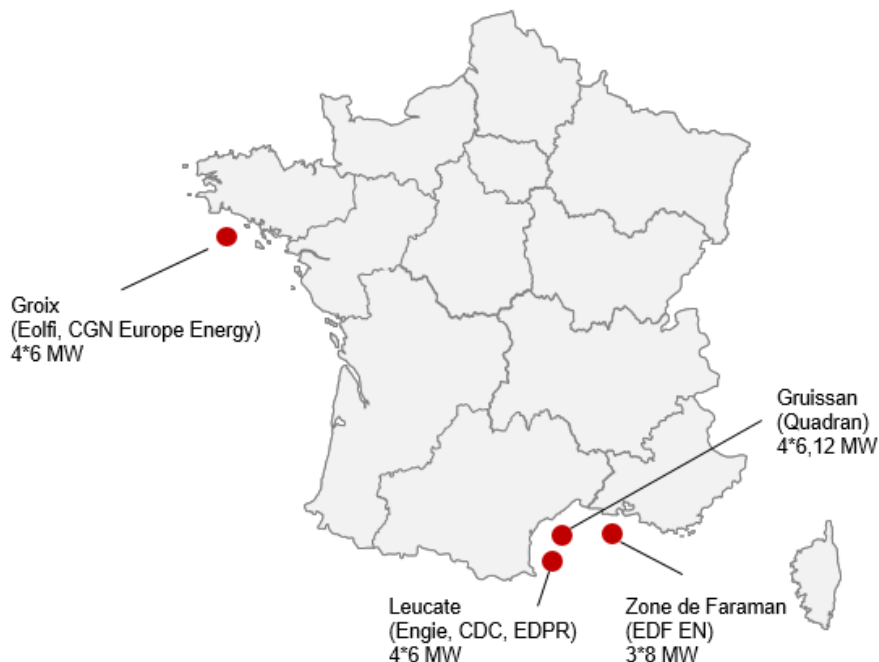 Groix
(Eolfi, CGN Europe Energy)
4*6 MW
Gruissan
(Quadran)
4*6,12 MW
Leucate
(Engie, CDC, EDPR)
4*6 MW
Zone de Faraman
(EDF EN)
3*8 MW